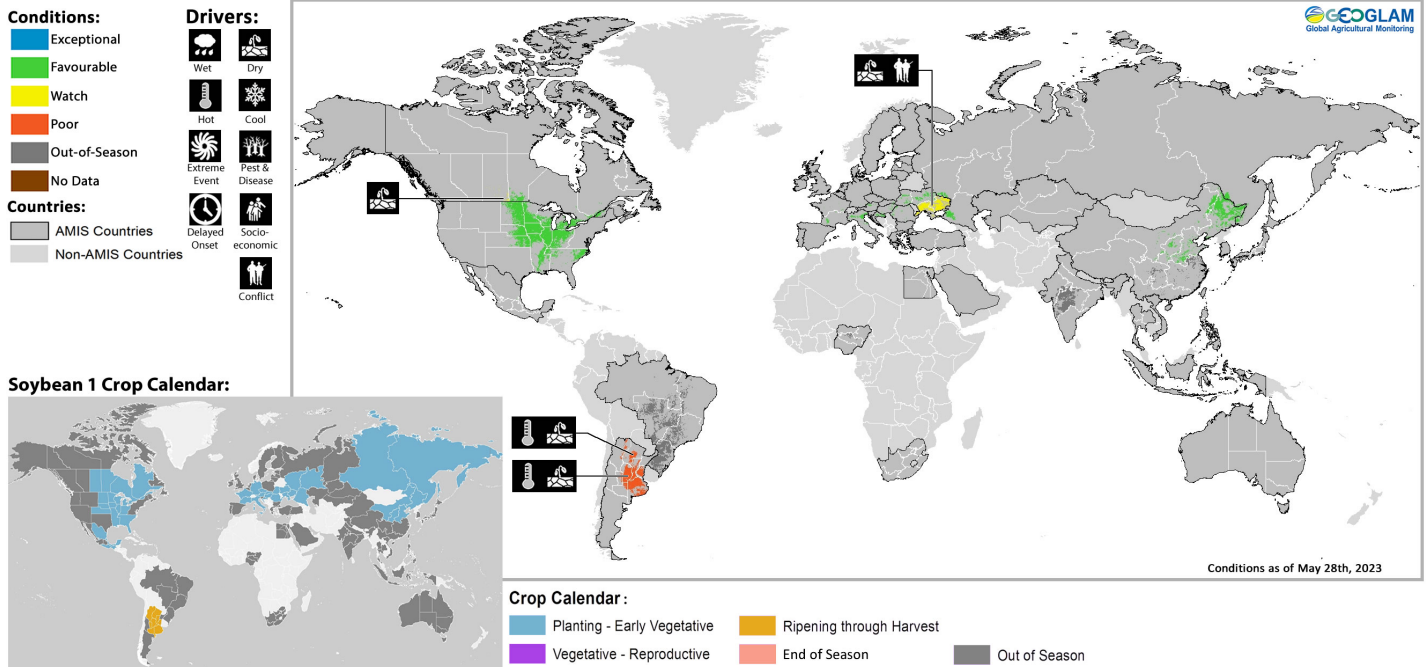 Conditions:
Exceptional
Favourable
Watch
Poor
Out-of-Season
No Data
Countries:
AMIS Countries
Non-AMIS Countries
Drivers:
Wet
Dry
Hot
Cool
Extreme
Event
Pest &
Disease
Delayed
Onset
Socio-
economic
Conflict
GEOGLAM
Global Agricultural Monitoring
Conditions as of May 28th, 2023
Soybean 1 Crop Calendar:
Crop Calendar :
Planting - Early Vegetative
Ripening through Harvest
Vegetative - Reproductive
End of Season
Out of Season